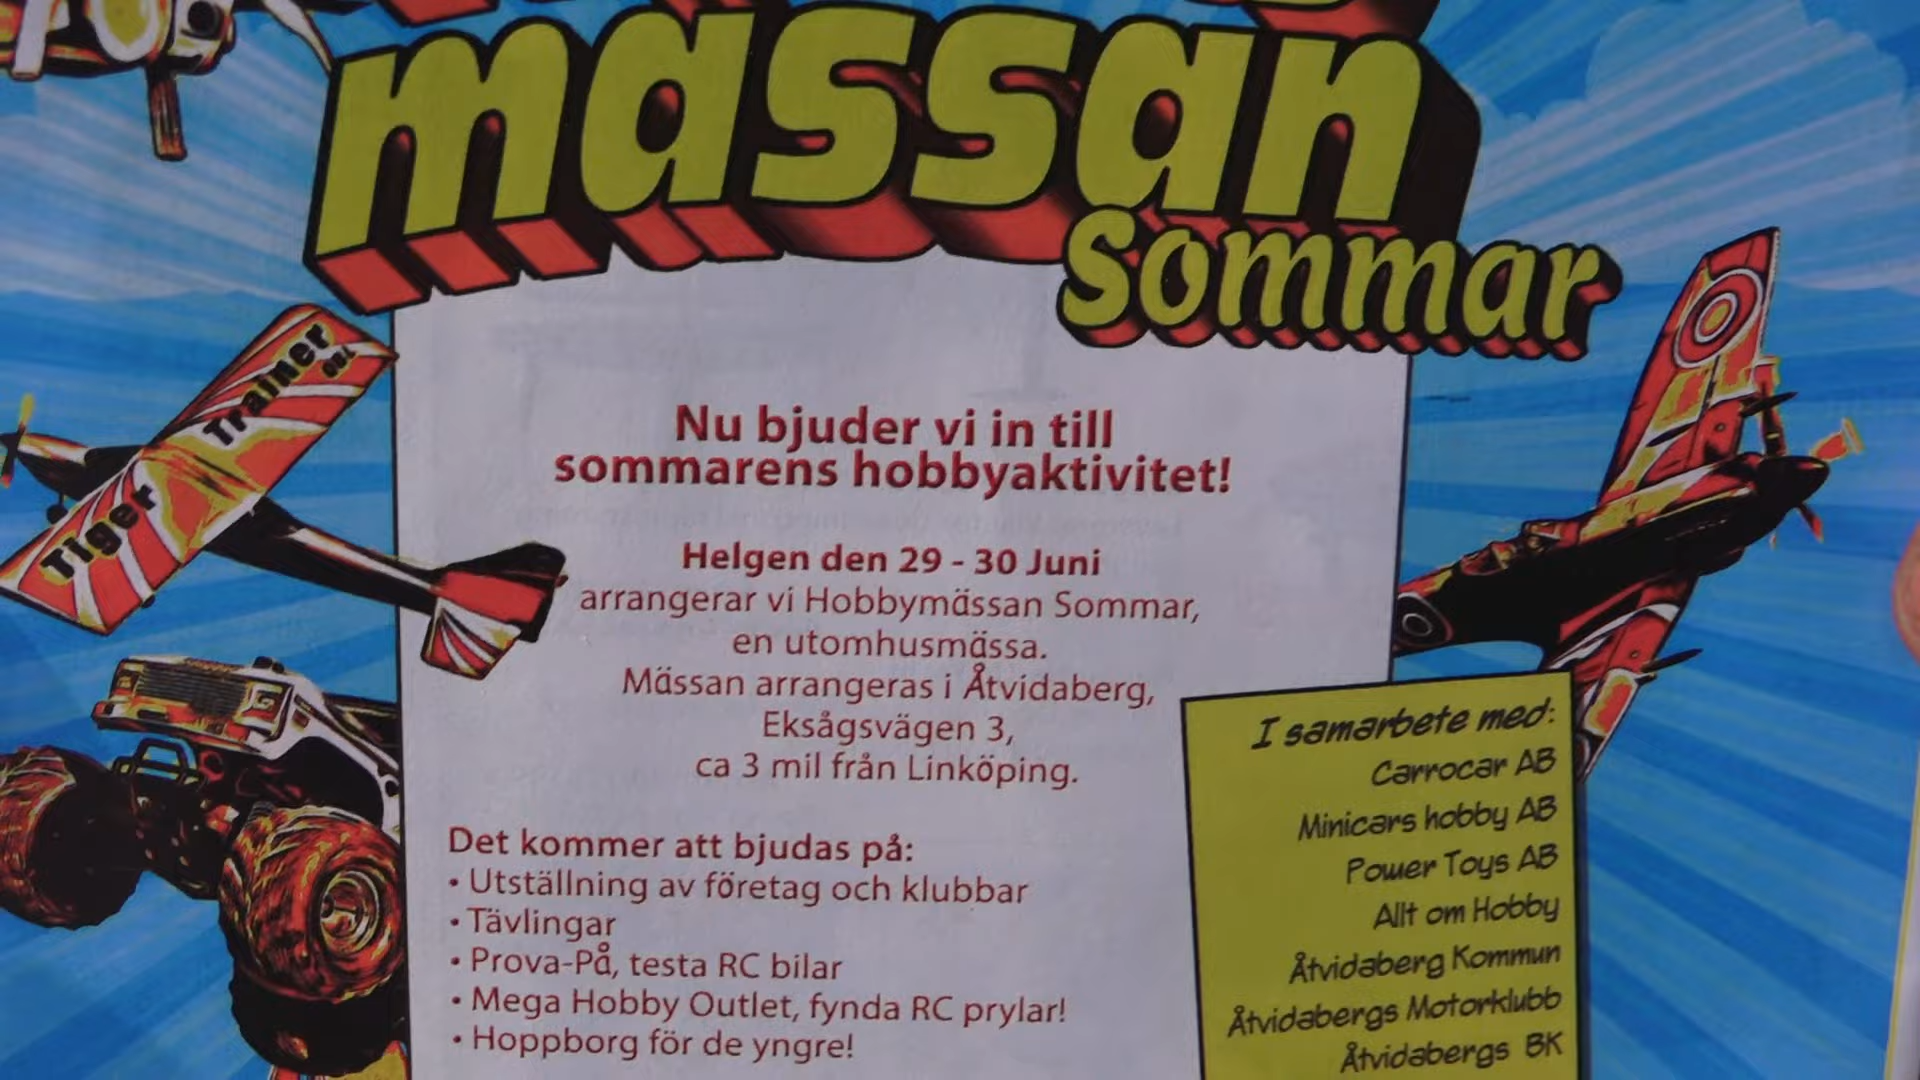 mässan
Sommar
Trainer
Tiger
Nu bjuder vi in till
sommarens hobbyaktivitet!
Helgen den 29 - 30 Juni
arrangerar vi Hobbymässan Sommar,
en utomhusmässa.
Mässan arrangeras i Åtvidaberg,
Eksågsvägen 3,
ca 3 mil från Linköping.
Det kommer att bjudas på:
• Utställning av företag och klubbar
• Tävlingar
• Prova-På, testa RC bilar
• Mega Hobby Outlet, fynda RC prylar!
• Hoppborg för de yngre!
I samarbete med:
Carrocar AB
Minicars hobby AB
Power Toys AB
Allt om Hobby
Åtvidaberg Kommun
Åtvidabergs Motorklubb
Åtvidabergs BK